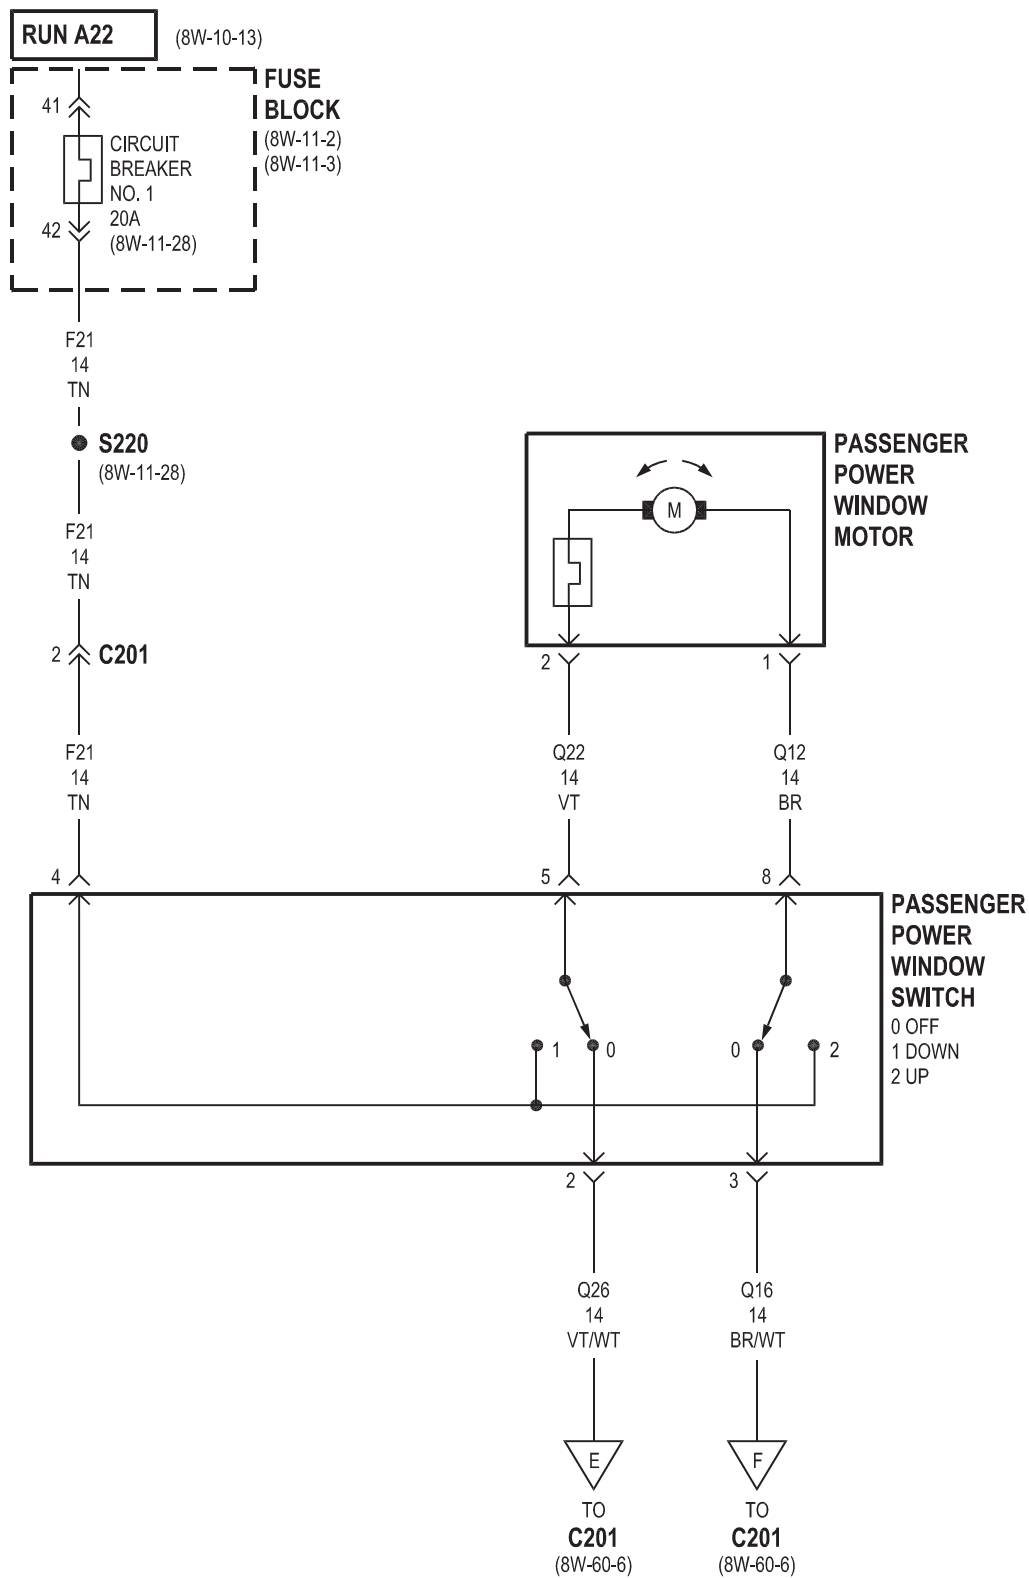 RUN A22
(8W-10-13)
FUSE
BLOCK
(8W-11-2)
(8W-11-3)
41
CIRCUIT
BREAKER
NO. 1
20A
(8W-11-28)
42
F21
14
TN
S220
(8W-11-28)
F21
14
TN
2
C201
F21
14
TN
PASSENGER
POWER
WINDOW
MOTOR
M
2
1
Q22
14
VT
Q12
14
BR
4
5
8
PASSENGER
POWER
WINDOW
SWITCH
0 OFF
1 DOWN
2 UP
1
0
0
2
2
3
Q26
14
VT/WT
Q16
14
BR/WT
E
F
TO
C201
(8W-60-6)
TO
C201
(8W-60-6)